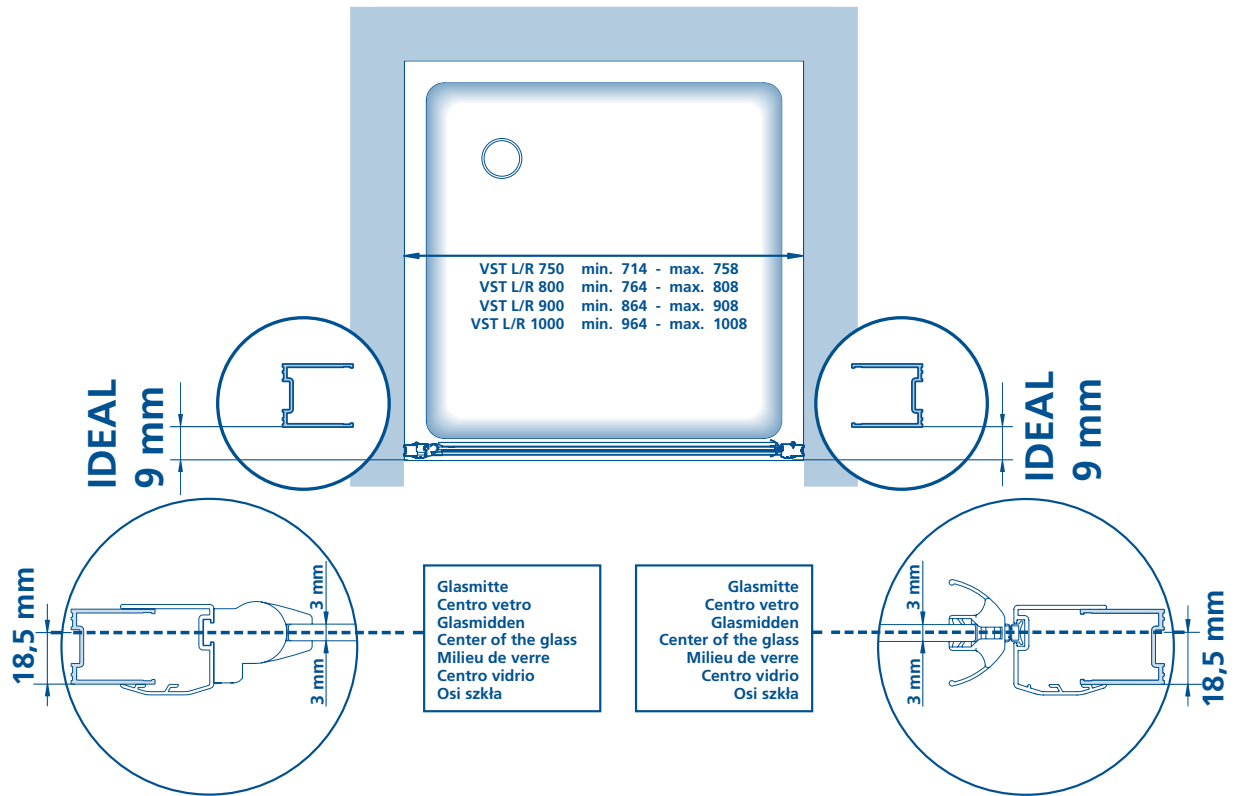 VST L/R 750 min. 714 - max. 758
VST L/R 800 min. 764 - max. 808
VST L/R 900 min. 864 - max. 908
VST L/R 1000 min. 964 - max. 1008
IDEAL
9 mm
IDEAL
9 mm
18,5 mm
3 mm
3 mm
Glasmitte
Centro vetro
Glasmidden
Center of the glass
Milieu de verre
Centro vidrio
Osi szkła
Glasmitte
Centro vetro
Glasmidden
Center of the glass
Milieu de verre
Centro vidrio
Osi szkła
3 mm
3 mm
18,5 mm